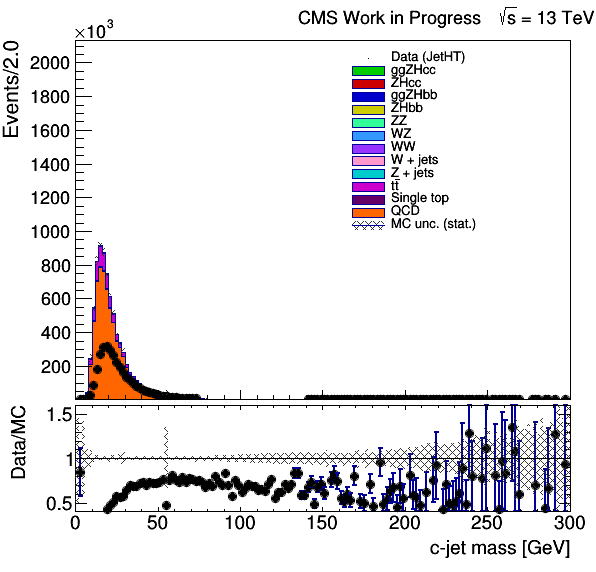 CMS Work in Progress √s = 13 TeV
×10³
Events/2.0
2000
1800
1600
1400
1200
1000
800
600
400
200
Data (JetHT)
ggZHcc
ZHcc
ggZHbb
ZHbb
ZZ
WZ
WW
W + jets
Z + jets
tt̄
Single top
QCD
MC unc. (stat.)
Data/MC
1.5
1
0.5
0 50 100 150 200 250 300
c-jet mass [GeV]